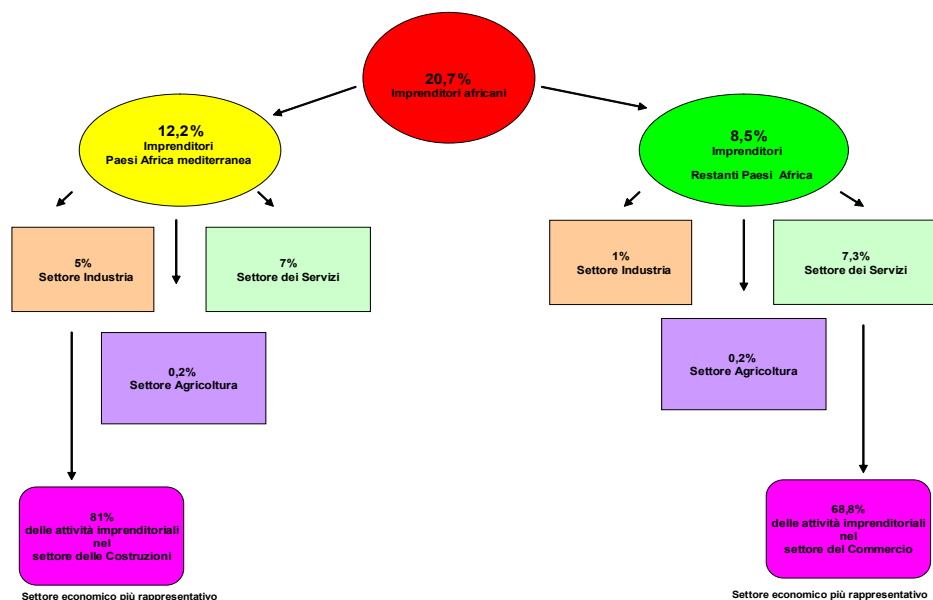 20,7%
Imprenditori africani
12,2%
Imprenditori
Paesi Africa mediterranea
8,5%
Imprenditori
Restanti Paesi Africa
5%
Settore Industria
7%
Settore dei Servizi
1%
Settore Industria
7,3%
Settore dei Servizi
0,2%
Settore Agricoltura
0,2%
Settore Agricoltura
81%
delle attività imprenditoriali
nel
settore delle Costruzioni
68,8%
delle attività imprenditoriali
nel
settore del Commercio
Settore economico più rappresentativo
Settore economico più rappresentativo